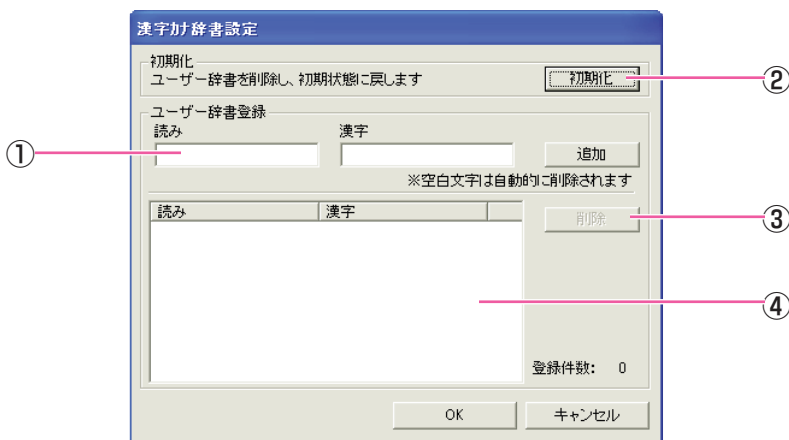 漢字ｶﾅ辞書設定
初期化
ユーザー辞書を削除し、初期状態に戻します
初期化
②
ユーザー辞書登録
読み 漢字
①
追加
※空白文字は自動的に削除されます
読み 漢字
削除
③
④
登録件数: 0
OK キャンセル